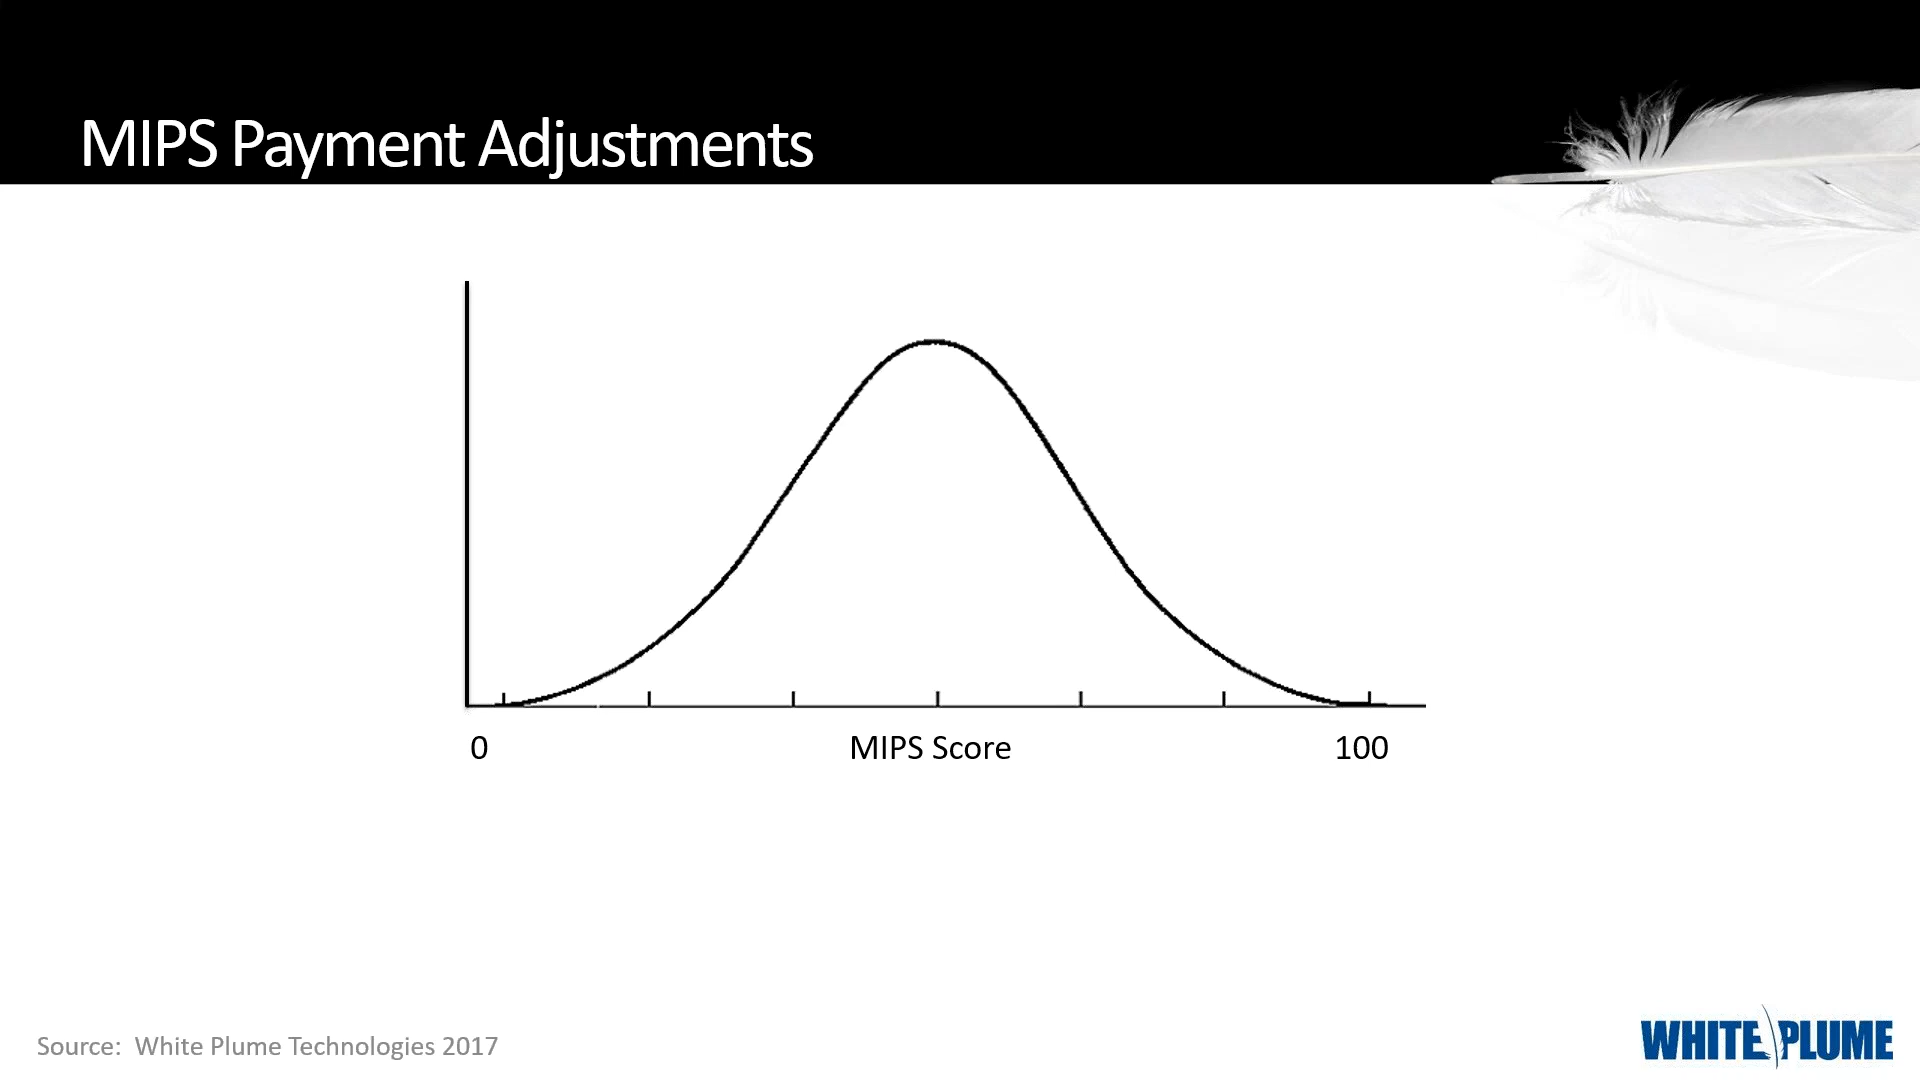 MIPS Payment Adjustments
0 MIPS Score 100
Source: White Plume Technologies 2017
WHITE PLUME